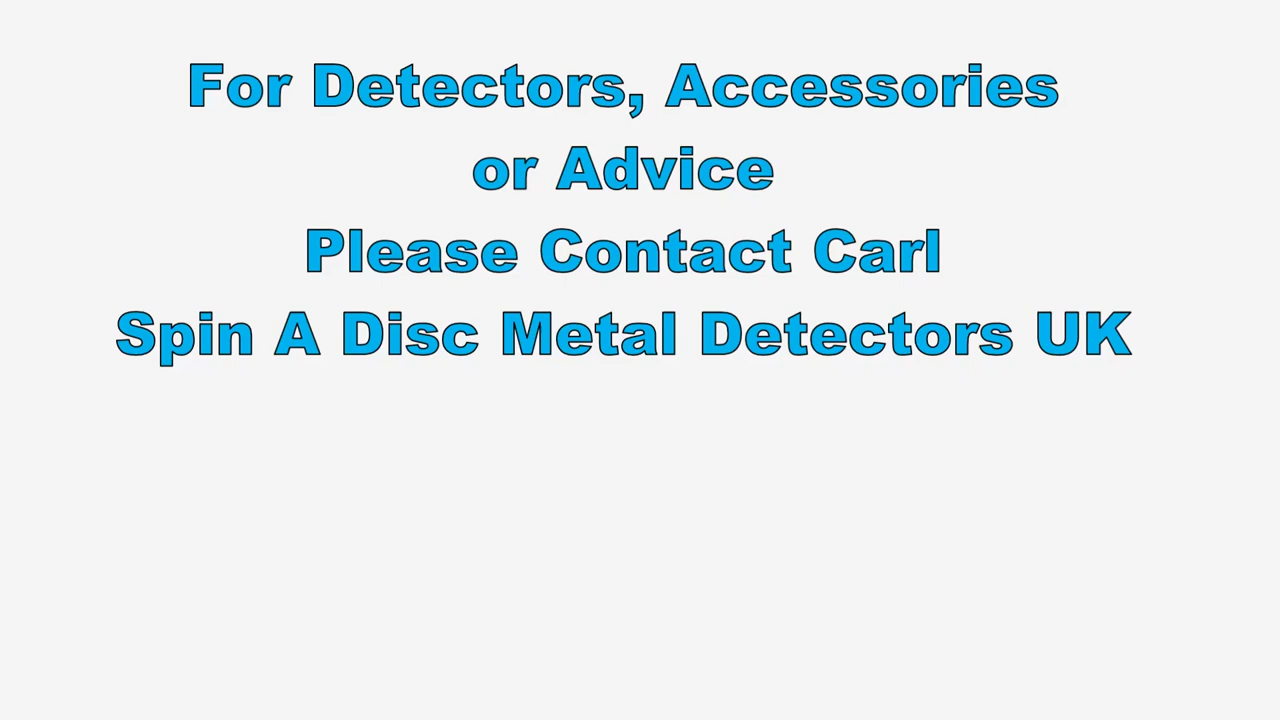 For Detectors, Accessories
or Advice
Please Contact Carl
Spin A Disc Metal Detectors UK